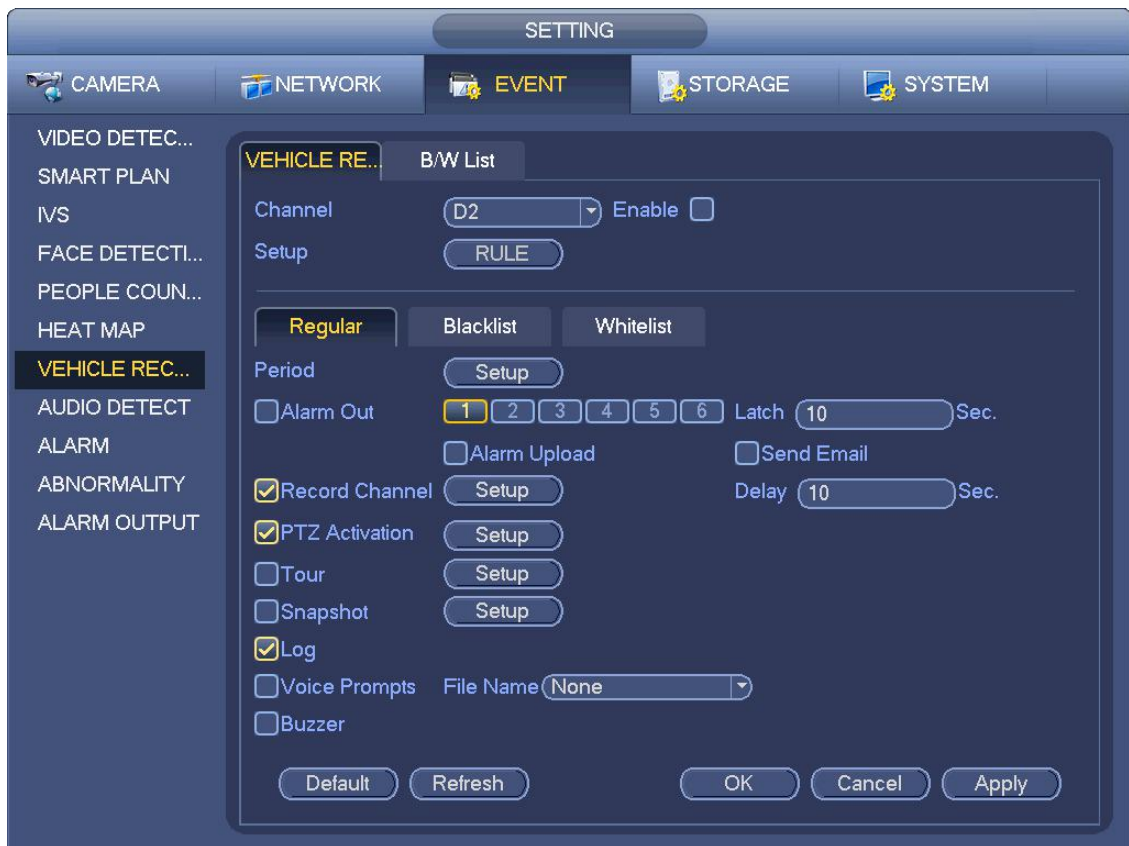 SETTING
CAMERA NETWORK EVENT STORAGE SYSTEM
VIDEO DETEC...
SMART PLAN
IVS
FACE DETECTI...
PEOPLE COUN...
HEAT MAP
VEHICLE REC...
AUDIO DETECT
ALARM
ABNORMALITY
ALARM OUTPUT
VEHICLE RE... B/W List
Channel D2 Enable
Setup RULE
Regular Blacklist Whitelist
Period Setup
Alarm Out 1 2 3 4 5 6 Latch 10 Sec.
Alarm Upload Send Email
Record Channel Setup Delay 10 Sec.
PTZ Activation Setup
Tour Setup
Snapshot Setup
Log
Voice Prompts File Name None
Buzzer
Default Refresh OK Cancel Apply